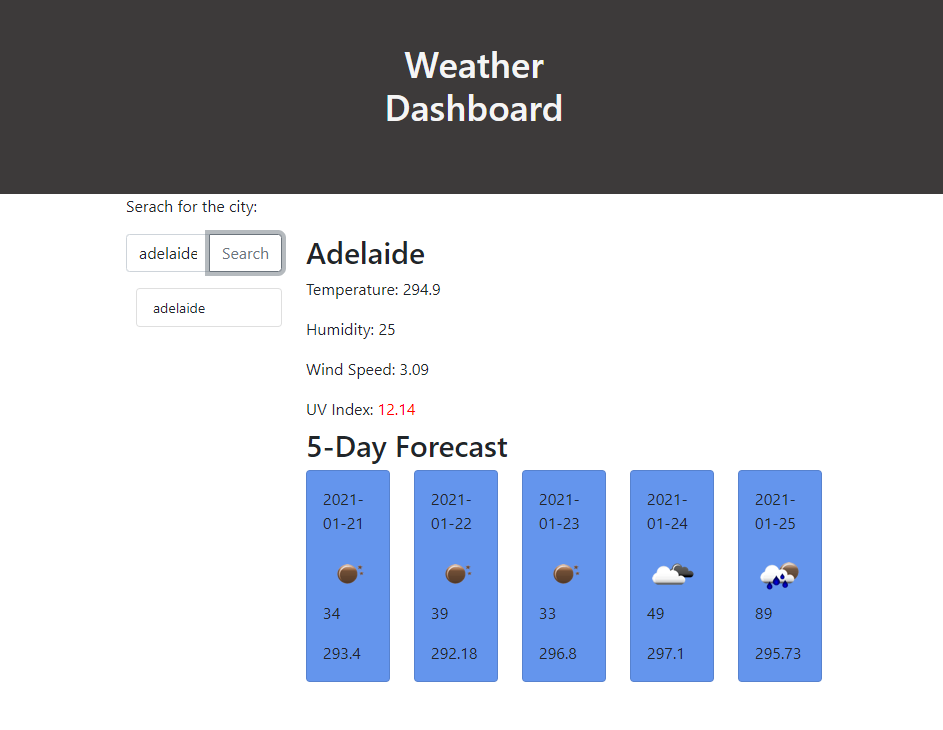 Weather
Dashboard
Serach for the city:
adelaide
Search
adelaide
Adelaide
Temperature: 294.9
Humidity: 25
Wind Speed: 3.09
UV Index: 12.14
5-Day Forecast
2021-
01-21
34
293.4
2021-
01-22
39
292.18
2021-
01-23
33
296.8
2021-
01-24
49
297.1
2021-
01-25
89
295.73